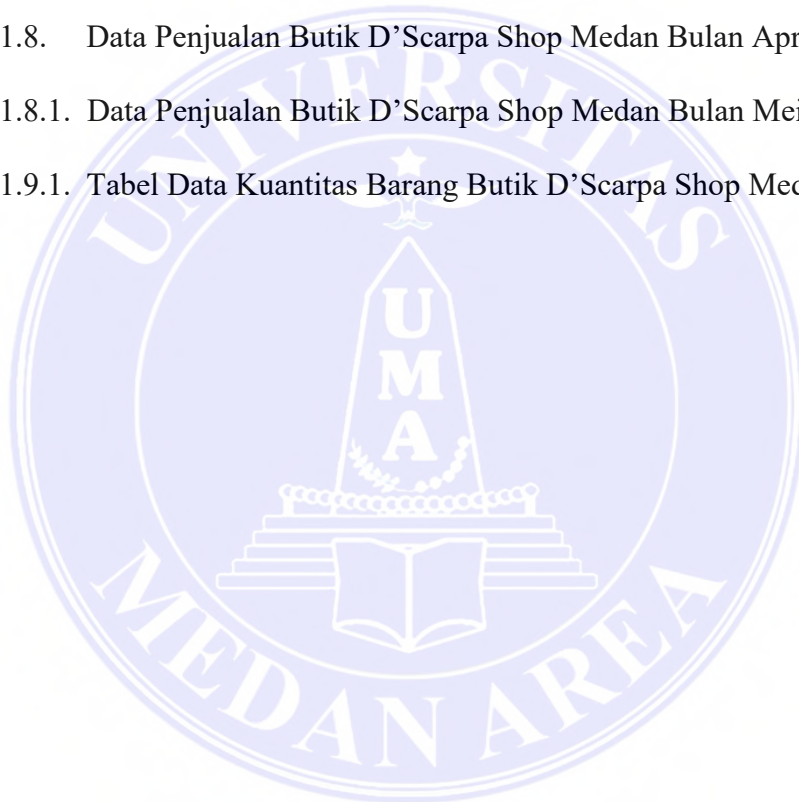 1.8. Data Penjualan Butik D’Scarpa Shop Medan Bulan Apr
1.8.1. Data Penjualan Butik D’Scarpa Shop Medan Bulan Mei
1.9.1. Tabel Data Kuantitas Barang Butik D’Scarpa Shop Med
UNIVERSITAS
UMA
MEDAN AREA